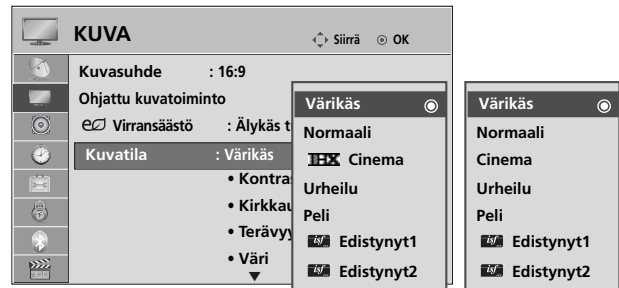 KUVA
Siirrä OK
Kuvasuhde : 16:9
Ohjattu kuvatoiminto
Virransäästö : Älykäs
Kuvatila : Värikäs
• Kontra
• Kirkkau
• Terävyy
• Väri
Värikäs
Normaali
THX Cinema
Urheilu
Peli
isf Edistynyt1
isf Edistynyt2
Värikäs
Normaali
Cinema
Urheilu
Peli
isf Edistynyt1
isf Edistynyt2